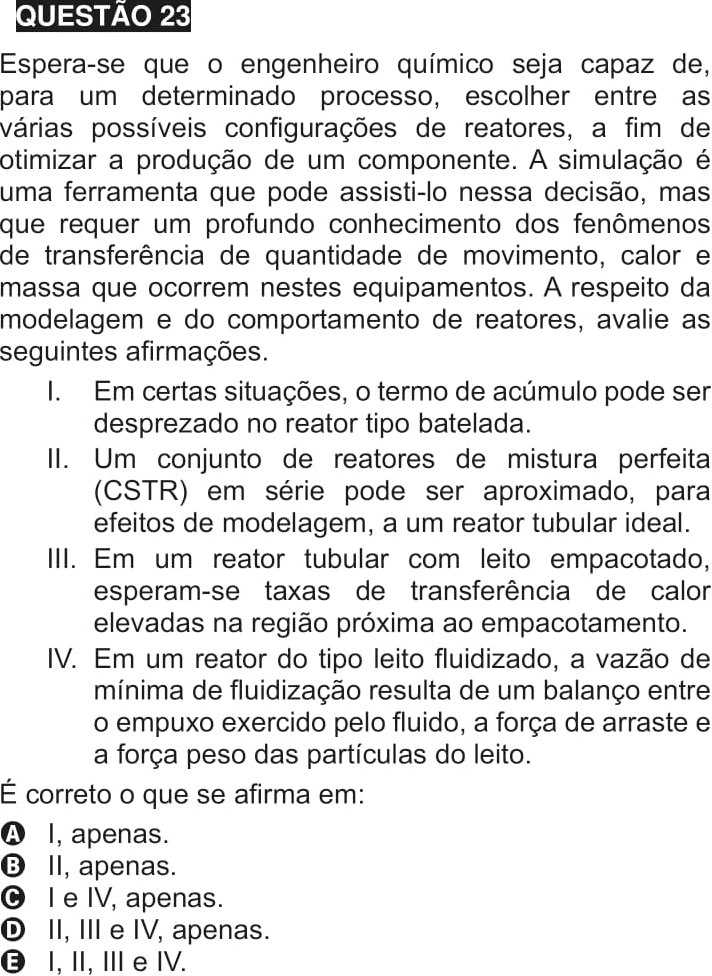 QUESTÃO 23
Espera-se que o engenheiro químico seja capaz de,
para um determinado processo, escolher entre as
várias possíveis configurações de reatores, a fim de
otimizar a produção de um componente. A simulação é
uma ferramenta que pode assisti-lo nessa decisão, mas
que requer um profundo conhecimento dos fenômenos
de transferência de quantidade de movimento, calor e
massa que ocorrem nestes equipamentos. A respeito da
modelagem e do comportamento de reatores, avalie as
seguintes afirmações.
I. Em certas situações, o termo de acúmulo pode ser
desprezado no reator tipo batelada.
II. Um conjunto de reatores de mistura perfeita
(CSTR) em série pode ser aproximado, para
efeitos de modelagem, a um reator tubular ideal.
III. Em um reator tubular com leito empacotado,
esperam-se taxas de transferência de calor
elevadas na região próxima ao empacotamento.
IV. Em um reator do tipo leito fluidizado, a vazão de
mínima de fluidização resulta de um balanço entre
o empuxo exercido pelo fluido, a força de arraste e
a força peso das partículas do leito.
É correto o que se afirma em:
A I, apenas.
B II, apenas.
C I e IV, apenas.
D II, III e IV, apenas.
E I, II, III e IV.